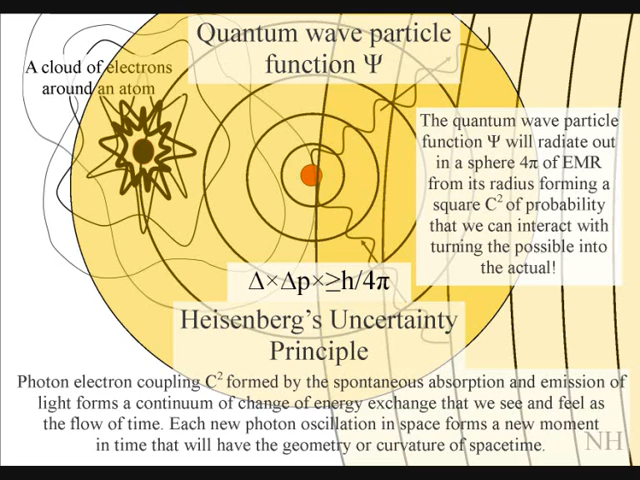 Quantum wave particle
function Ψ
A cloud of electrons
around an atom
The quantum wave particle
function Ψ will radiate out
in a sphere 4π of EMR
from its radius forming a
square C² of probability
that we can interact with
turning the possible into
the actual!
Δ×Δp×≥h/4π
Heisenberg's Uncertainty
Principle
Photon electron coupling C² formed by the spontaneous absorption and emission of
light forms a continuum of change of energy exchange that we see and feel as
the flow of time. Each new photon oscillation in space forms a new moment
in time that will have the geometry or curvature of spacetime.
NH